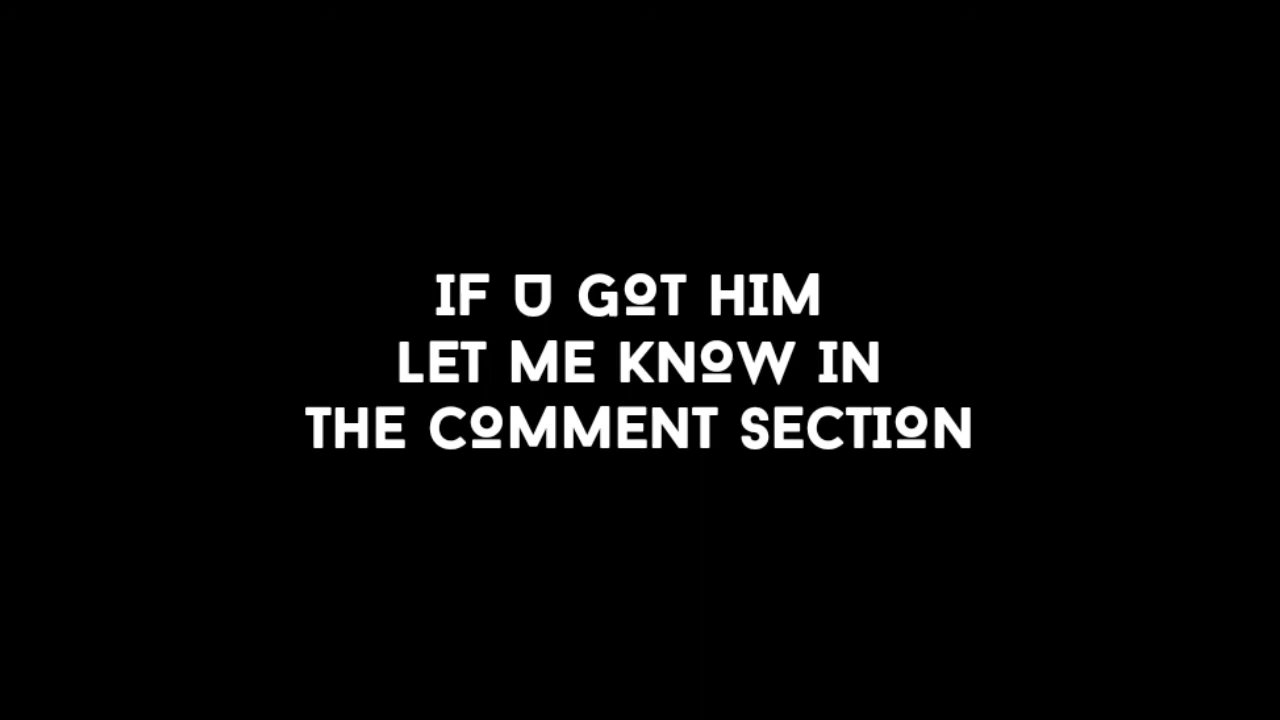 IF U GOT HIM
LET ME KNOW IN
THE COMMENT SECTION